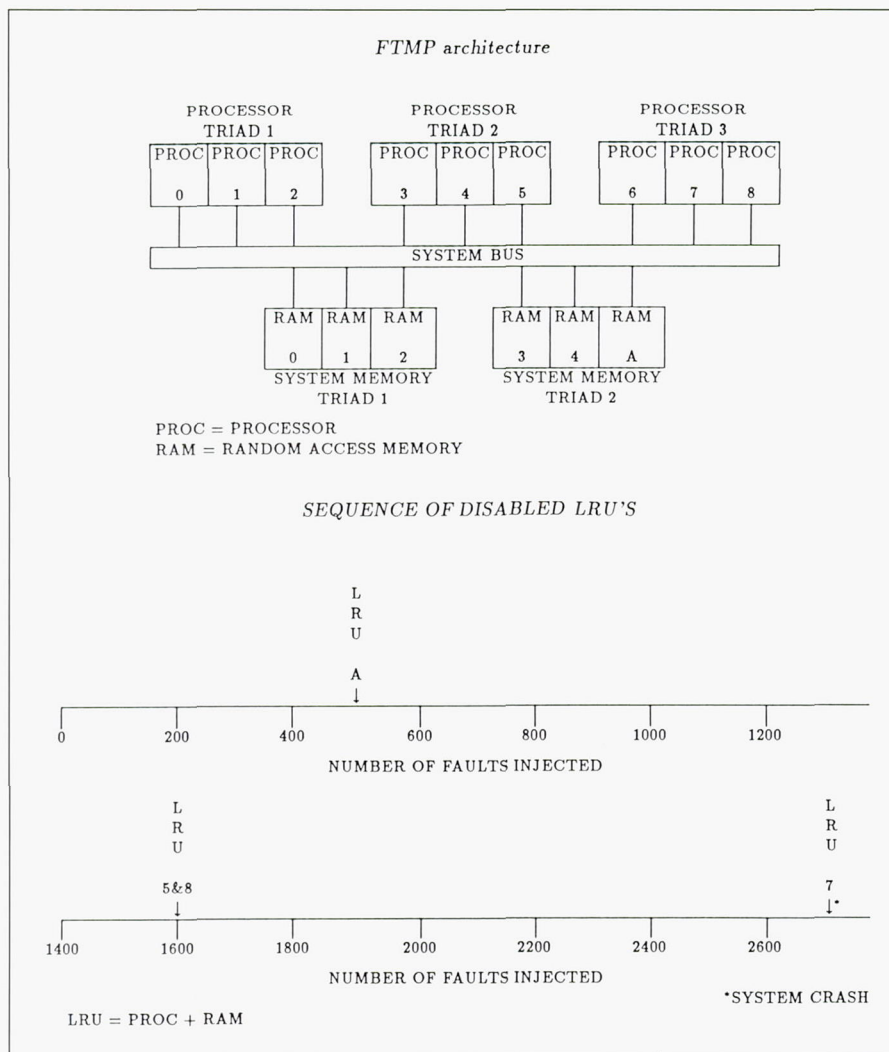 FTMP architecture
PROCESSOR PROCESSOR PROCESSOR
TRIAD 1 TRIAD 2 TRIAD 3
PROC PROC PROC PROC PROC PROC PROC PROC PROC
0 1 2 3 4 5 6 7 8
SYSTEM BUS
RAM RAM RAM RAM RAM RAM
0 1 2 3 4 A
SYSTEM MEMORY SYSTEM MEMORY
TRIAD 1 TRIAD 2
PROC = PROCESSOR
RAM = RANDOM ACCESS MEMORY
SEQUENCE OF DISABLED LRU'S
L
R
U
A
↓
0 200 400 600 800 1000 1200
NUMBER OF FAULTS INJECTED
L L
R R
U U
5&8 7
↓ ↓*
1400 1600 1800 2000 2200 2400 2600
NUMBER OF FAULTS INJECTED
*SYSTEM CRASH
LRU = PROC + RAM